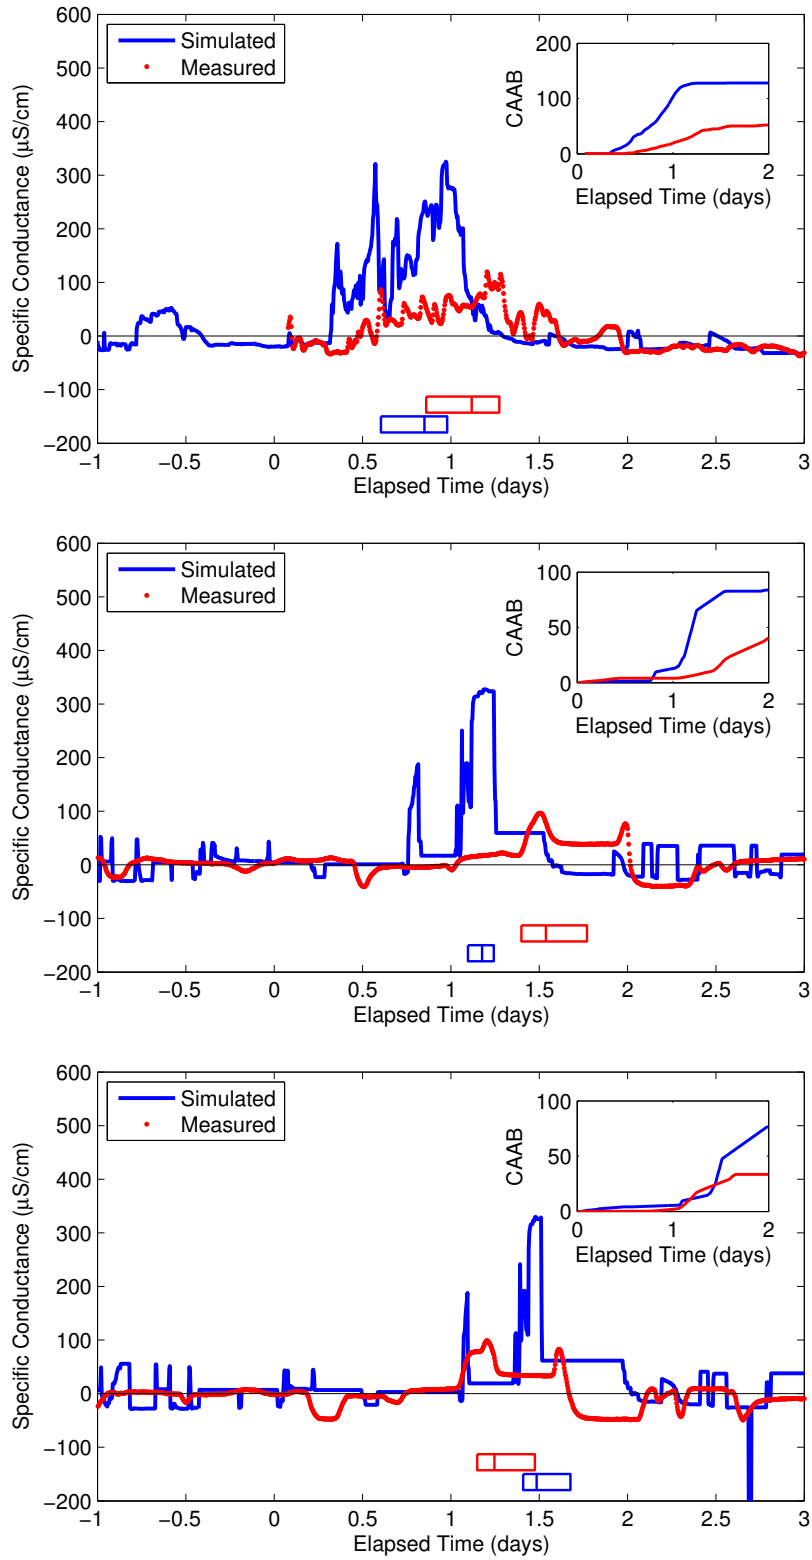 600
500
400
300
200
100
0
−100
−200
Specific Conductance (μS/cm)
Simulated
Measured
200
100
0
CAAB
0 1 2
Elapsed Time (days)
−1 −0.5 0 0.5 1 1.5 2 2.5 3
Elapsed Time (days)
600
500
400
300
200
100
0
−100
−200
Specific Conductance (μS/cm)
Simulated
Measured
100
50
0
CAAB
0 1 2
Elapsed Time (days)
−1 −0.5 0 0.5 1 1.5 2 2.5 3
Elapsed Time (days)
600
500
400
300
200
100
0
−100
−200
Specific Conductance (μS/cm)
Simulated
Measured
100
50
0
CAAB
0 1 2
Elapsed Time (days)
−1 −0.5 0 0.5 1 1.5 2 2.5 3
Elapsed Time (days)